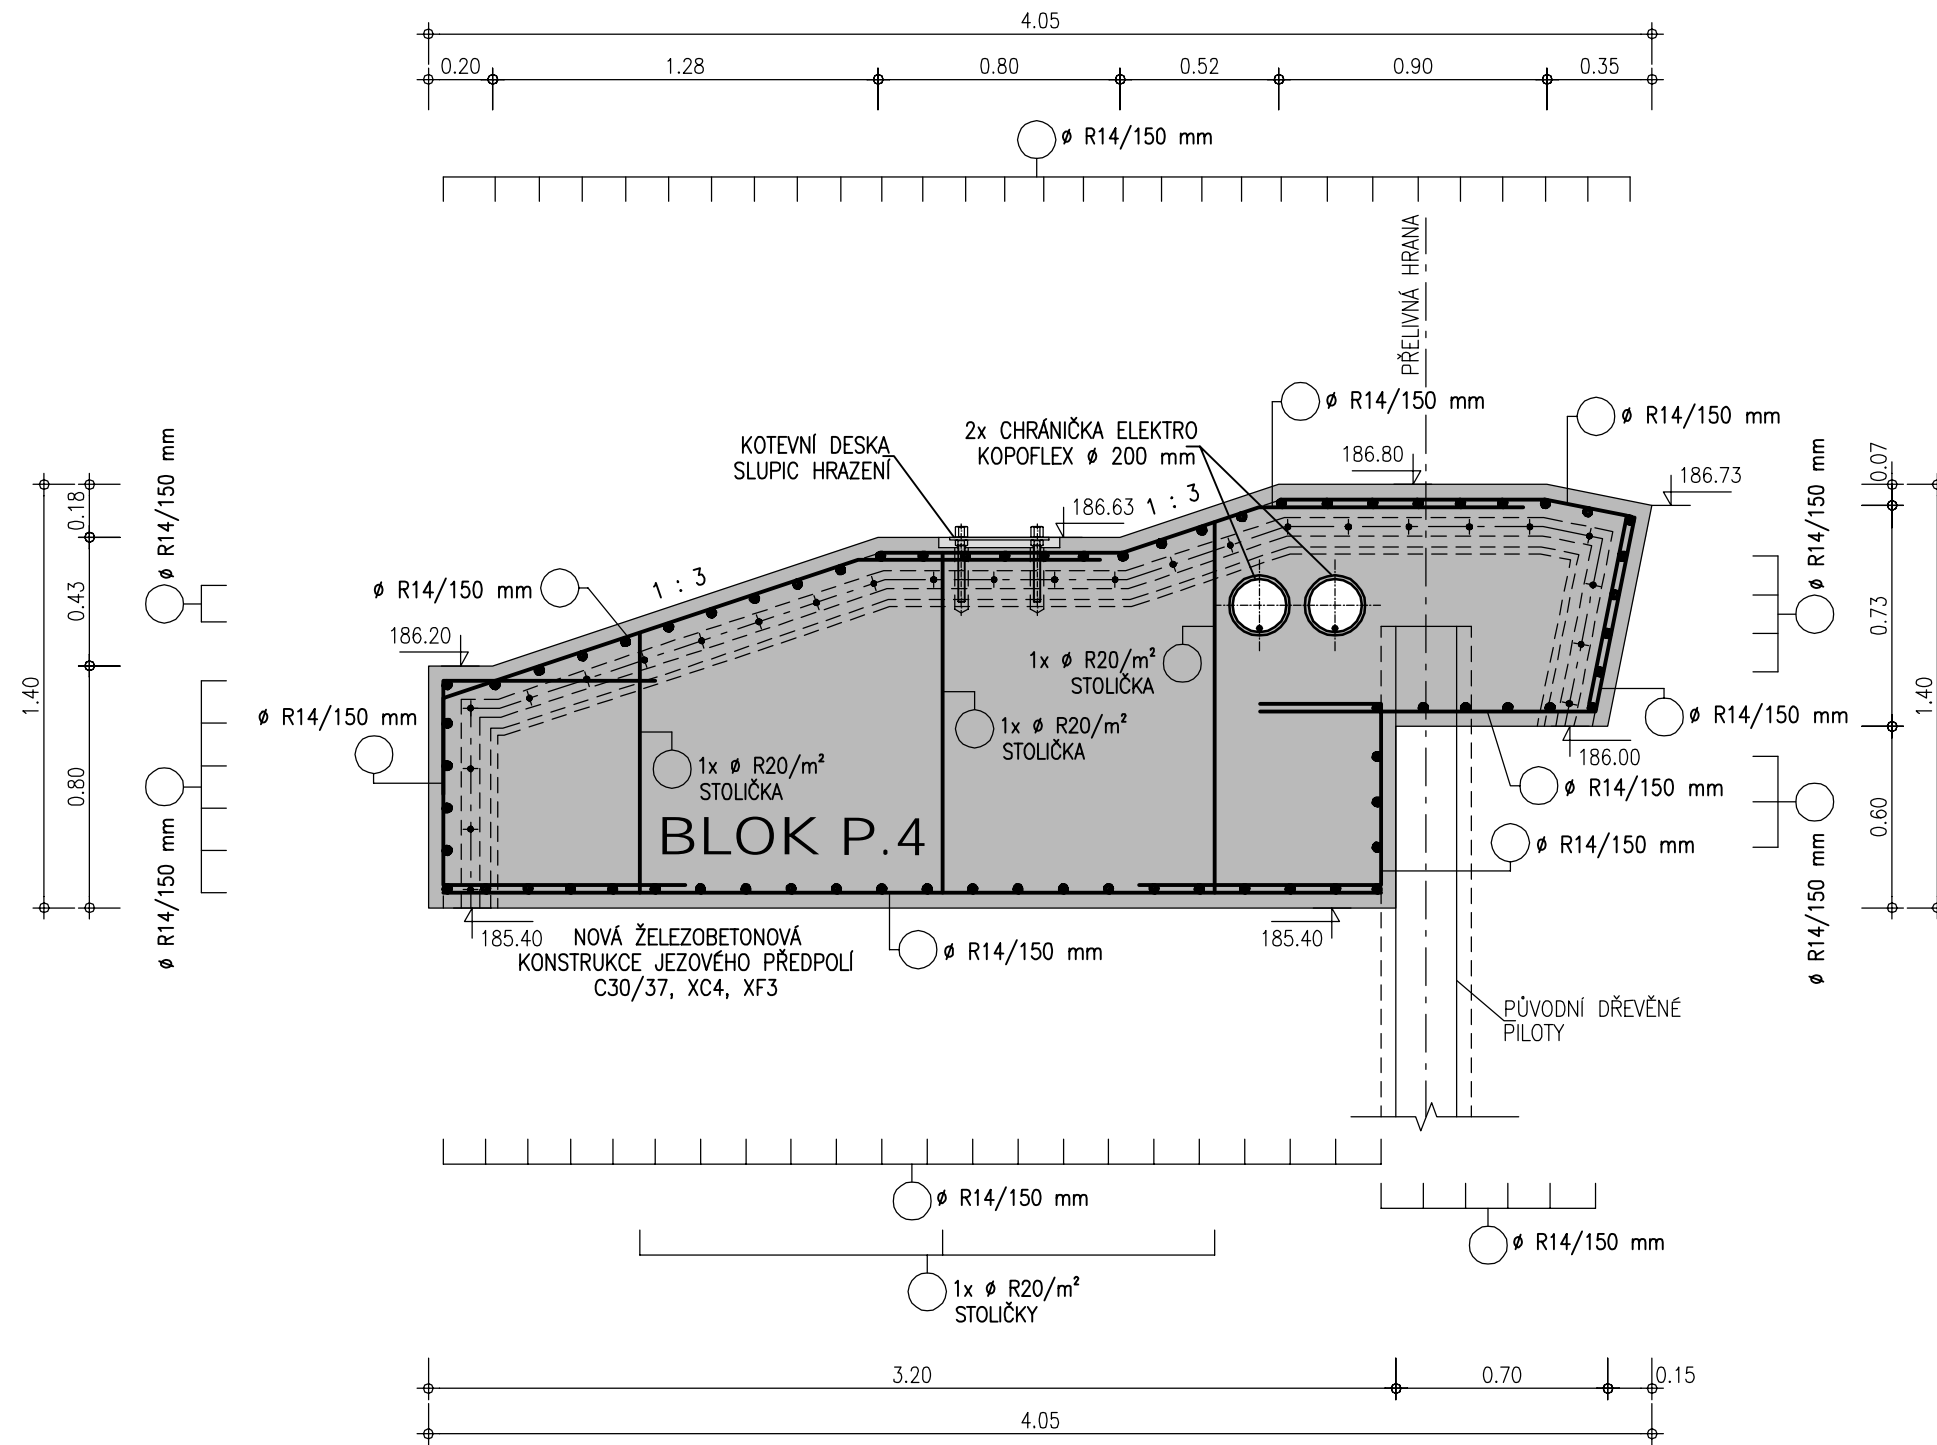 4.05
0.20 1.28 0.80 0.52 0.90 0.35
ø R14/150 mm
PŘELIVNÁ HRANA
ø R14/150 mm
ø R14/150 mm
KOTEVNÍ DESKA
SLUPIC HRAZENÍ
2x CHRÁNIČKA ELEKTRO
KOPOFLEX ø 200 mm
186.80
186.73
186.63
1 : 3
1 : 3
ø R14/150 mm
186.20
ø R14/150 mm
ø R14/150 mm
ø R14/150 mm
0.18
0.43
0.80
1.40
0.07
0.73
0.60
1.40
ø R14/150 mm
ø R14/150 mm
ø R14/150 mm
1x ø R20/m²
STOLIČKA
1x ø R20/m²
STOLIČKA
1x ø R20/m²
STOLIČKA
ø R14/150 mm
186.00
ø R14/150 mm
ø R14/150 mm
BLOK P.4
185.40
185.40
NOVÁ ŽELEZOBETONOVÁ
KONSTRUKCE JEZOVÉHO PŘEDPOLÍ
C30/37, XC4, XF3
ø R14/150 mm
PŮVODNÍ DŘEVĚNÉ
PILOTY
ø R14/150 mm
ø R14/150 mm
1x ø R20/m²
STOLIČKY
3.20 0.70 0.15
4.05